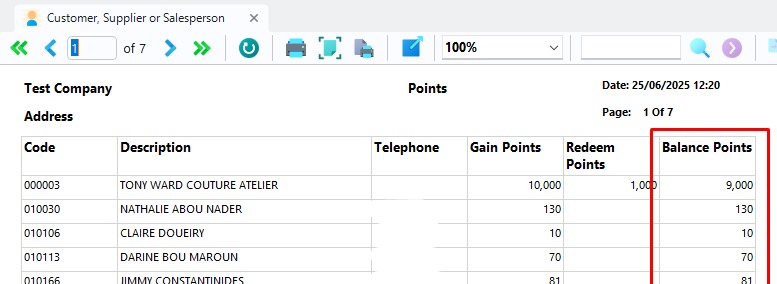 Customer, Supplier or Salesperson
1 of 7 100%
Test Company Points Date: 25/06/2025 12:20
Address Page: 1 Of 7
Code Description Telephone Gain Points Redeem Points Balance Points
000003 TONY WARD COUTURE ATELIER 10,000 1,000 9,000
010030 NATHALIE ABOU NADER 130 130
010106 CLAIRE DOUEIRY 10 10
010113 DARINE BOU MAROUN 70 70
010166 JIMMY CONSTANTINIDES 81 81